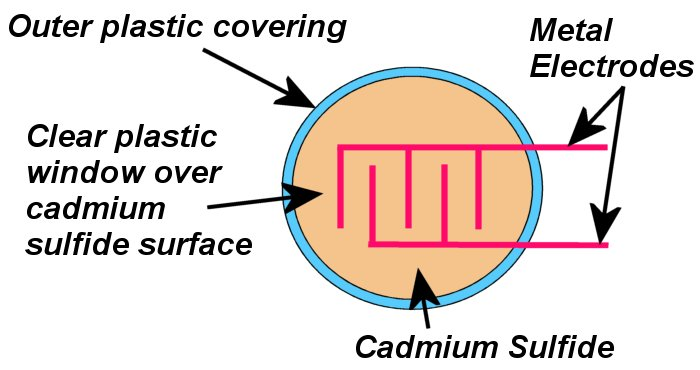 Outer plastic covering
Metal
Electrodes
Clear plastic
window over
cadmium
sulfide surface
Cadmium Sulfide